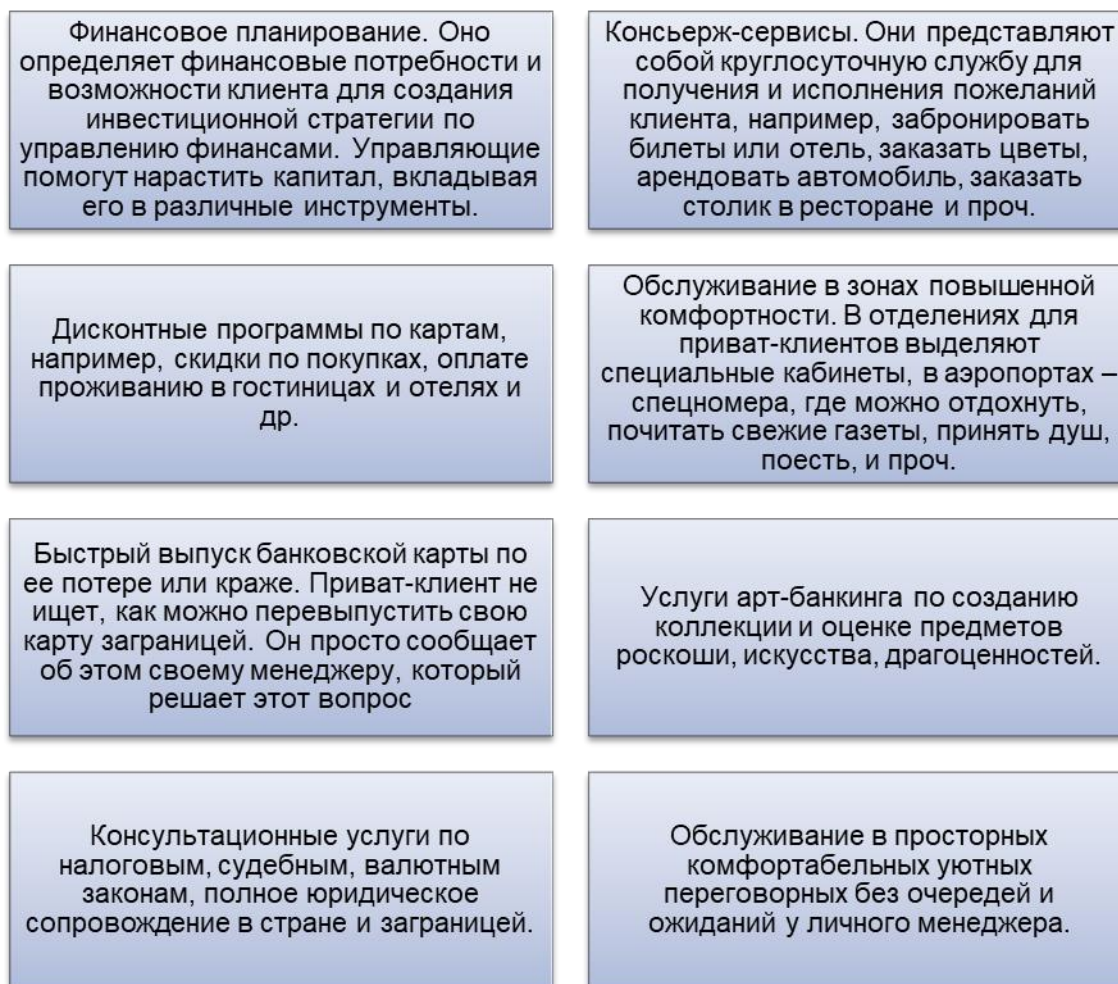 Финансовое планирование. Оно
определяет финансовые потребности и
возможности клиента для создания
инвестиционной стратегии по
управлению финансами. Управляющие
помогут нарастить капитал, вкладывая
его в различные инструменты.
Консьерж-сервисы. Они представляют
собой круглосуточную службу для
получения и исполнения пожеланий
клиента, например, забронировать
билеты или отель, заказать цветы,
арендовать автомобиль, заказать
столик в ресторане и проч.
Дисконтные программы по картам,
например, скидки по покупках, оплате
проживанию в гостиницах и отелях и
др.
Обслуживание в зонах повышенной
комфортности. В отделениях для
приват-клиентов выделяют
специальные кабинеты, в аэропортах –
спецномера, где можно отдохнуть,
почитать свежие газеты, принять душ,
поесть, и проч.
Быстрый выпуск банковской карты по
ее потере или краже. Приват-клиент не
ищет, как можно перевыпустить свою
карту заграницей. Он просто сообщает
об этом своему менеджеру, который
решает этот вопрос
Услуги арт-банкинга по созданию
коллекции и оценке предметов
роскоши, искусства, драгоценностей.
Консультационные услуги по
налоговым, судебным, валютным
законам, полное юридическое
сопровождение в стране и заграницей.
Обслуживание в просторных
комфортабельных уютных
переговорных без очередей и
ожиданий у личного менеджера.